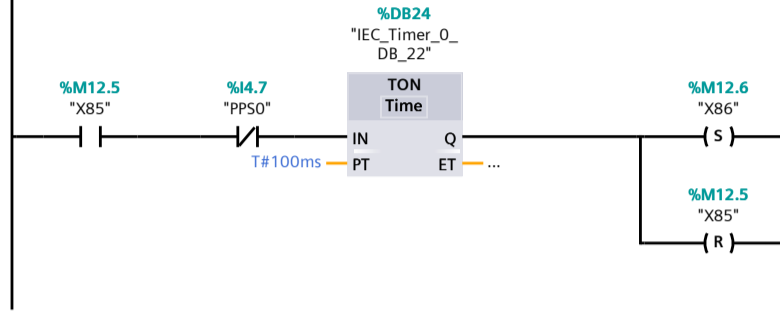 %DB24
"IEC_Timer_0_
DB_22"
%M12.5
"X85"
%I4.7
"PPS0"
TON
Time
%M12.6
"X86"
IN
Q
S
T#100ms
PT
ET
...
%M12.5
"X85"
R